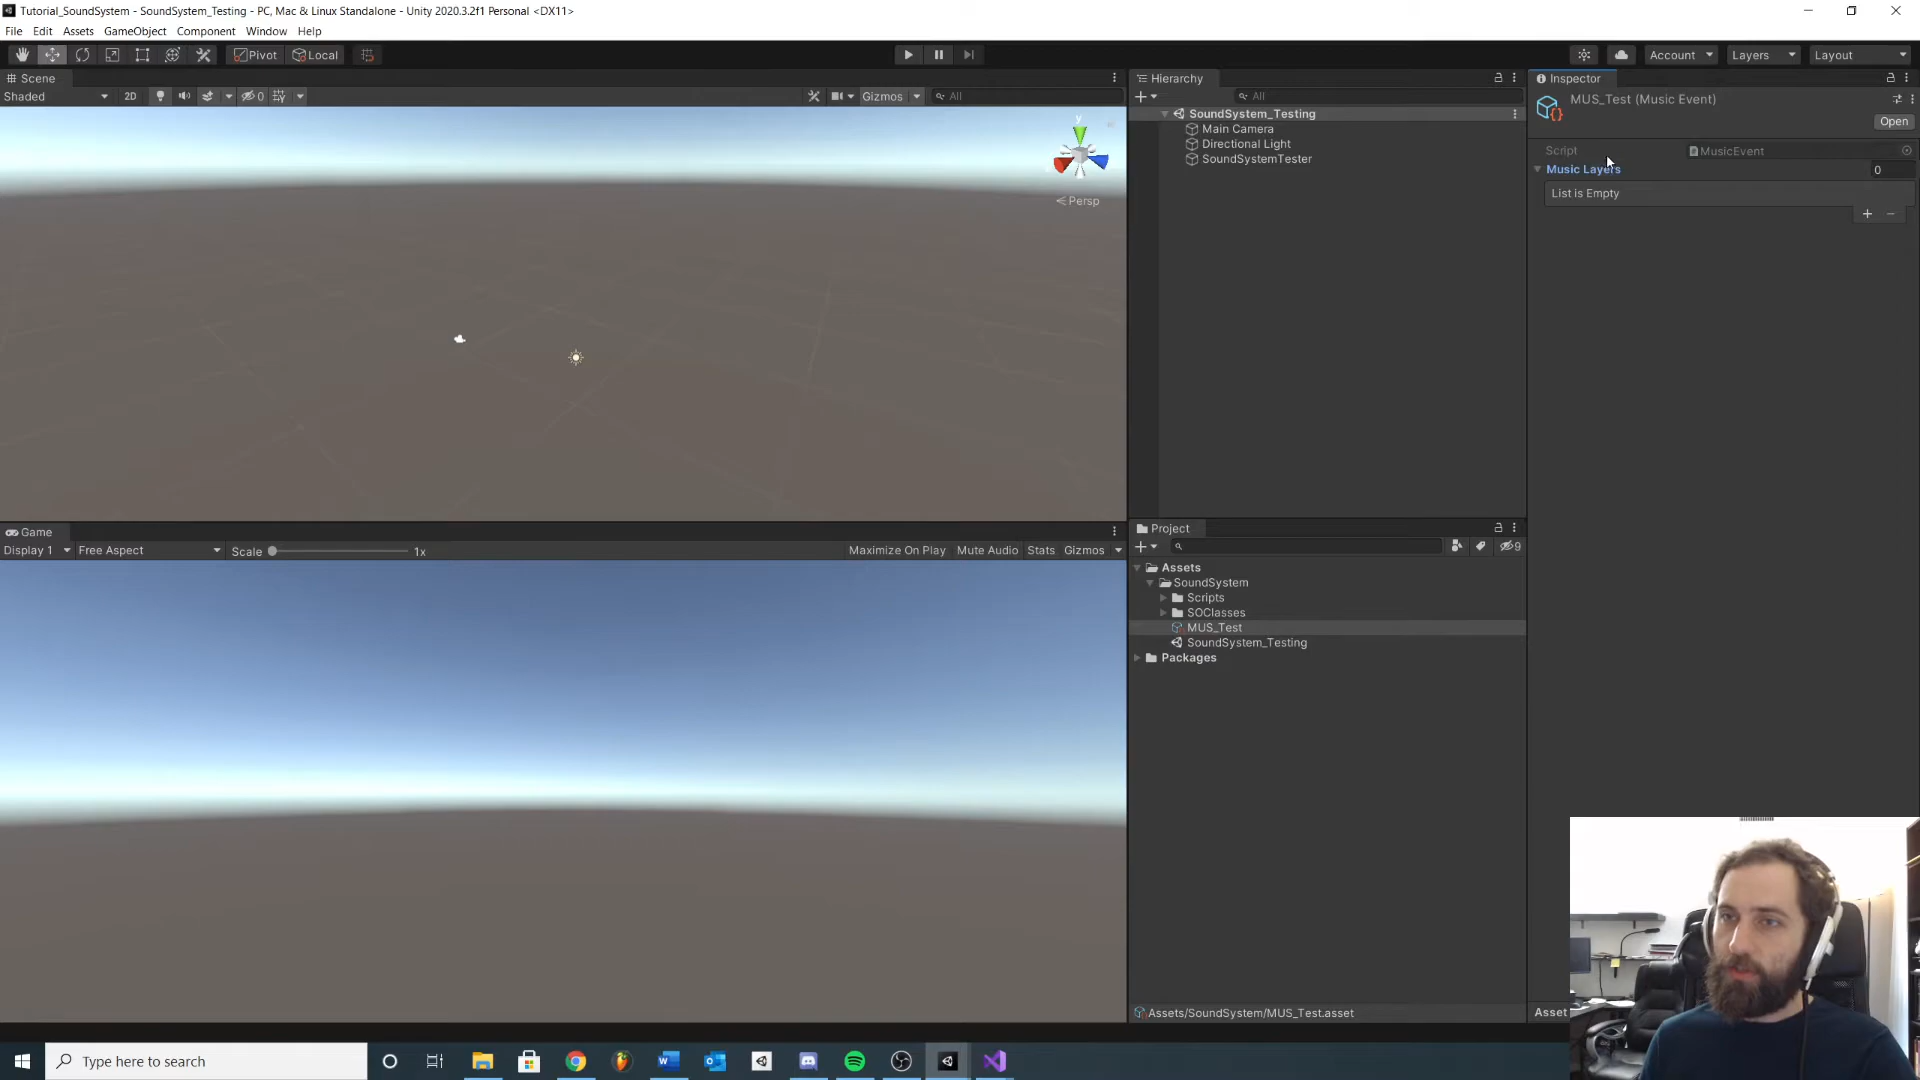 Tutorial_SoundSystem - SoundSystem_Testing - PC, Mac & Linux Standalone - Unity 2020.3.2f1 Personal <DX11>
File Edit Assets GameObject Component Window Help
Pivot Local Account Layers Layout
Scene
Shaded 2D 0 Gizmos All
y
Persp
Hierarchy
All
SoundSystem_Testing
Main Camera
Directional Light
SoundSystemTester
Inspector
MUS_Test (Music Event)
Open
Script MusicEvent
Music Layers 0
List is Empty
+ −
Game
Display 1 Free Aspect Scale 1x Maximize On Play Mute Audio Stats Gizmos
Project
9
Assets
SoundSystem
Scripts
SOClasses
MUS_Test
SoundSystem_Testing
Packages
Assets/SoundSystem/MUS_Test.asset
Asset
Type here to search